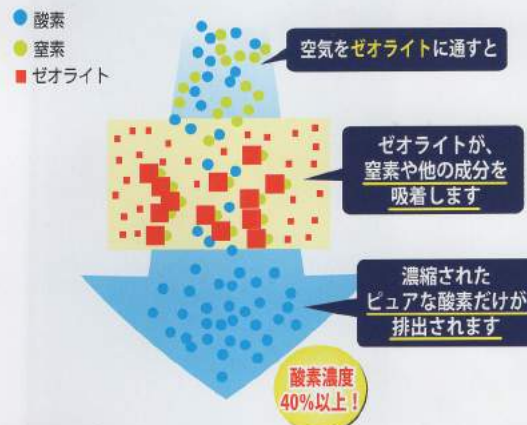 酸素
窒素
ゼオライト
空気をゼオライトに通すと
ゼオライトが、
窒素や他の成分を
吸着します
濃縮された
ピュアな酸素だけが
排出されます
酸素濃度
40%以上！